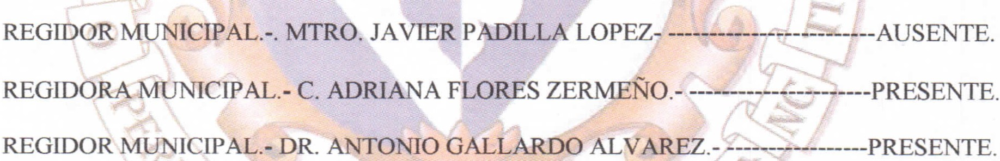 REGIDOR MUNICIPAL.-. MTRO. JAVIER PADILLA LOPEZ- -------------------------AUSENTE.
REGIDORA MUNICIPAL.- C. ADRIANA FLORES ZERMEÑO.- ----------------------PRESENTE.
REGIDOR MUNICIPAL.- DR. ANTONIO GALLARDO ALVAREZ.- -----------------PRESENTE.